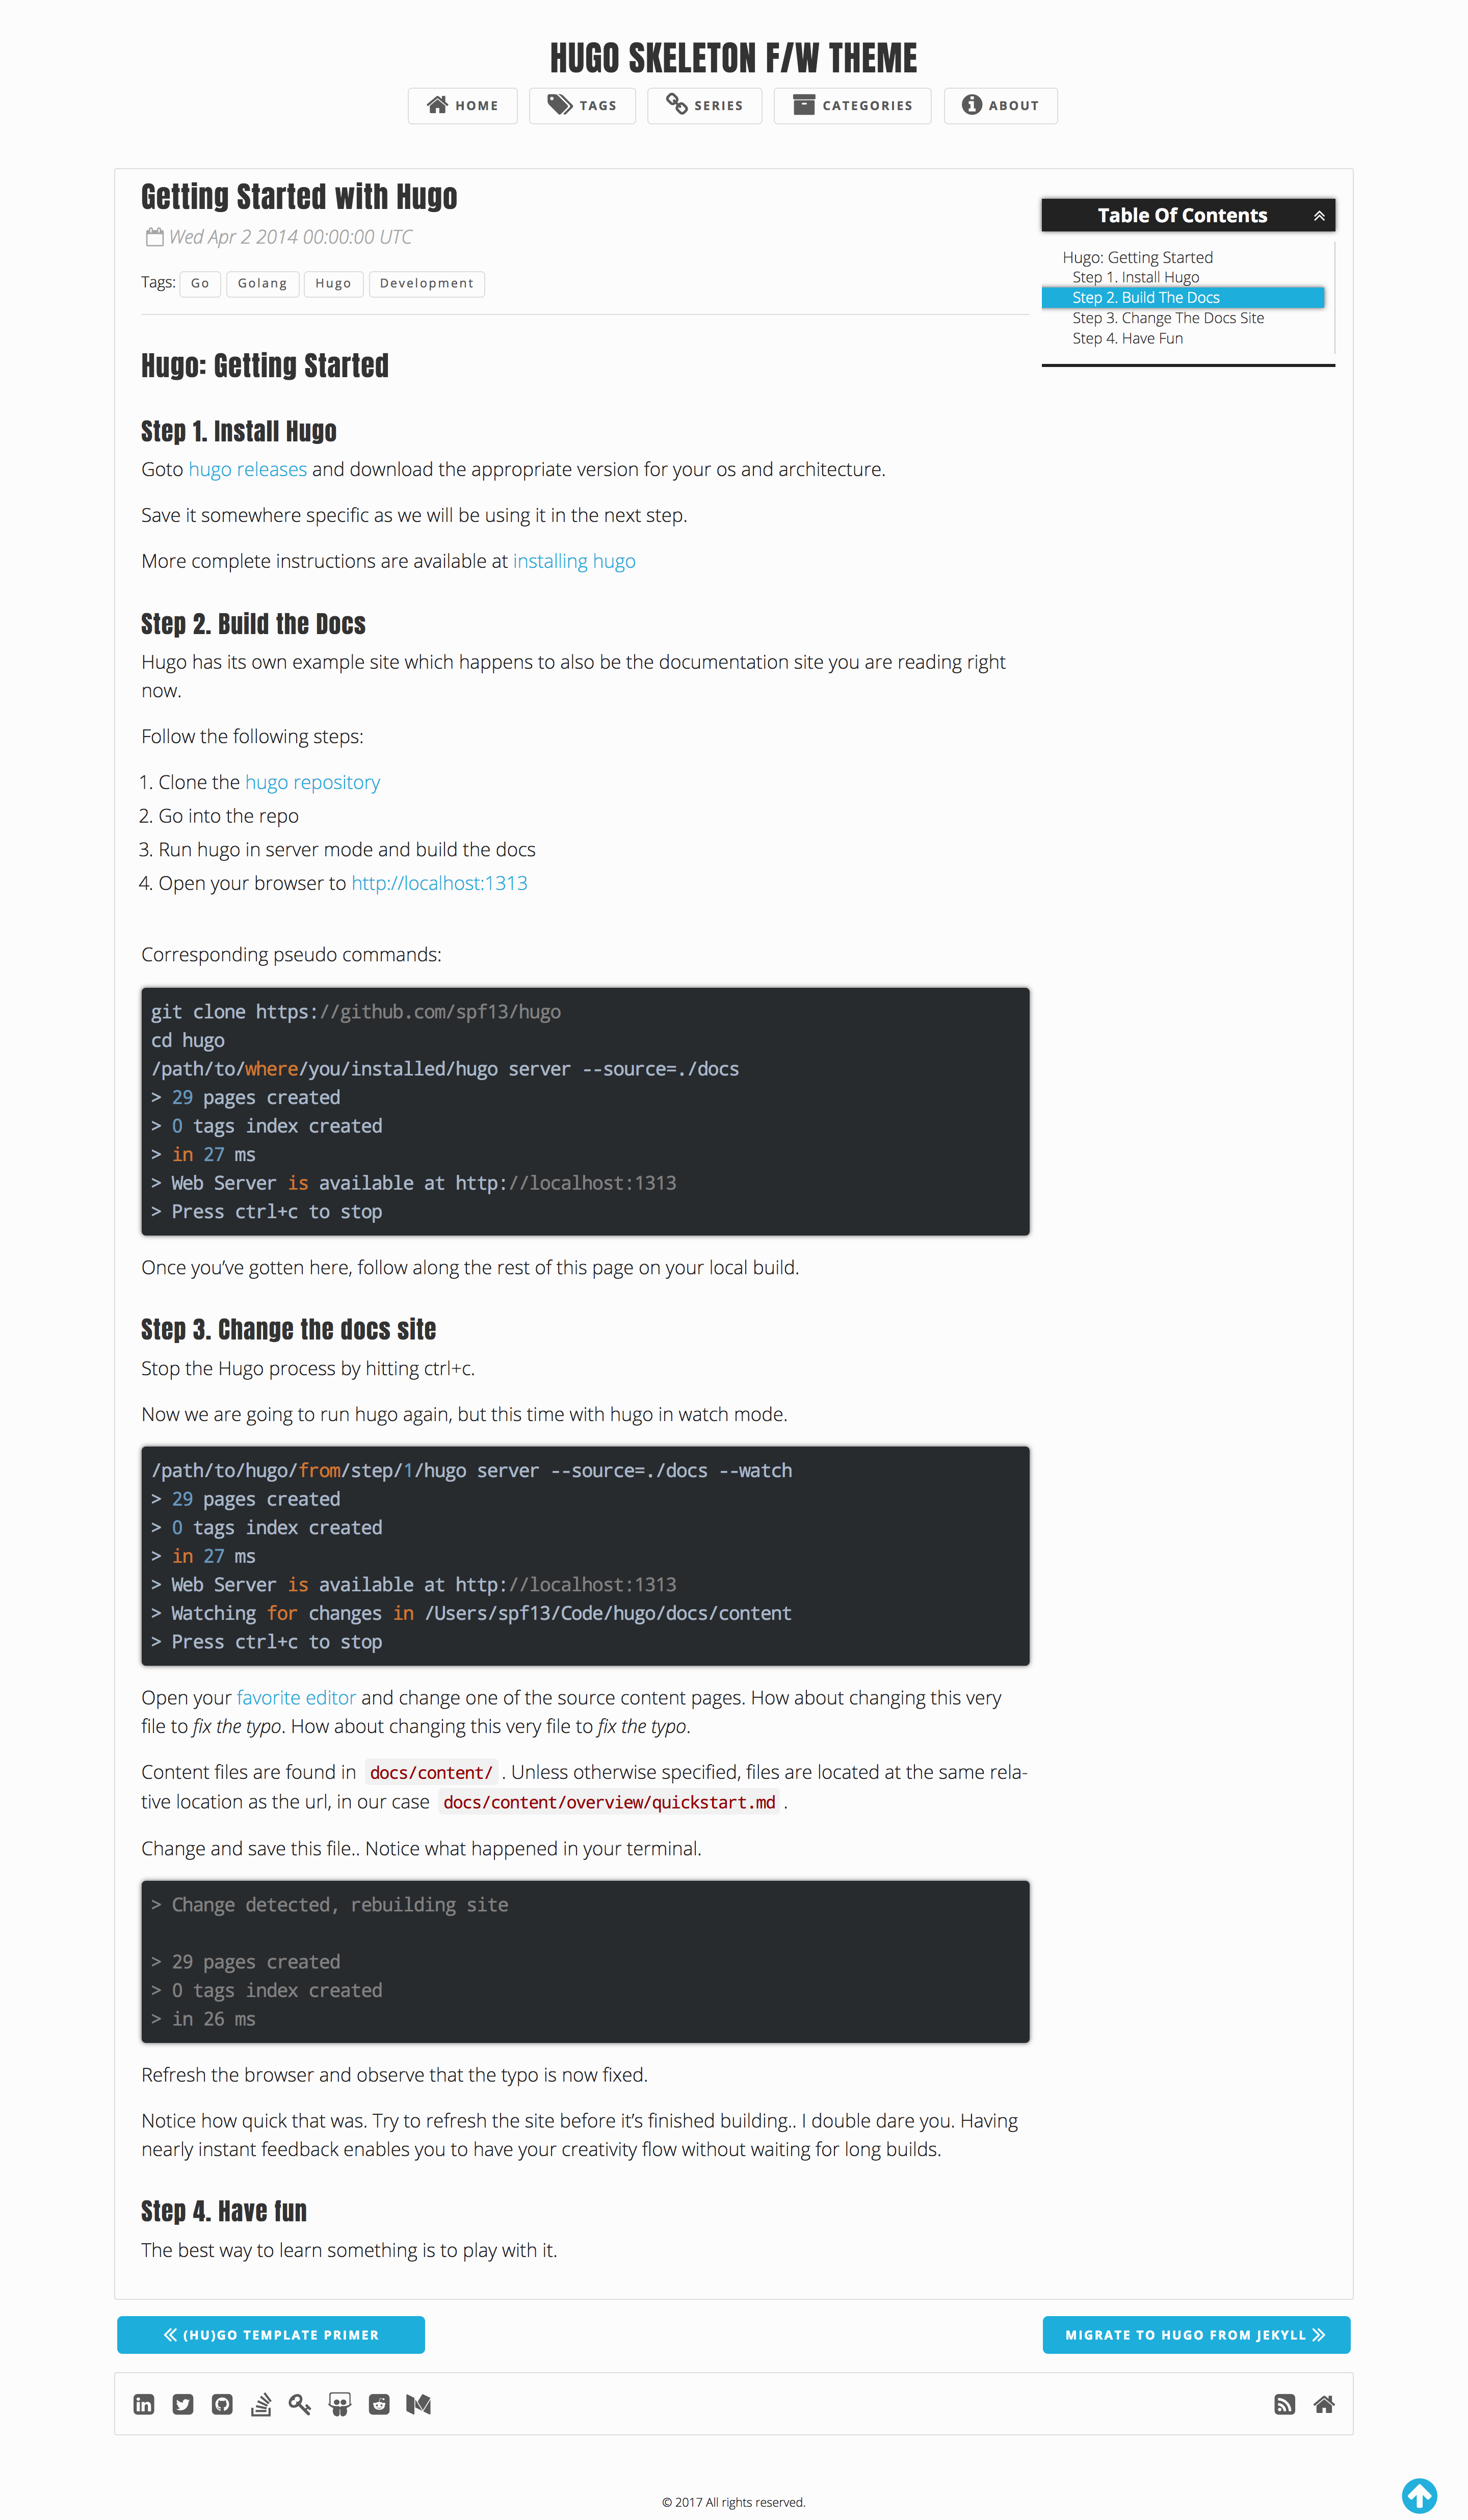 HUGO SKELETON F/W THEME
HOME TAGS SERIES CATEGORIES ABOUT
Getting Started with Hugo
Wed Apr 2 2014 00:00:00 UTC
Tags: Go Golang Hugo Development
Table Of Contents
Hugo: Getting Started
Step 1. Install Hugo
Step 2. Build The Docs
Step 3. Change The Docs Site
Step 4. Have Fun
Hugo: Getting Started
Step 1. Install Hugo
Goto hugo releases and download the appropriate version for your os and architecture.
Save it somewhere specific as we will be using it in the next step.
More complete instructions are available at installing hugo
Step 2. Build the Docs
Hugo has its own example site which happens to also be the documentation site you are reading right
now.
Follow the following steps:
1. Clone the hugo repository
2. Go into the repo
3. Run hugo in server mode and build the docs
4. Open your browser to http://localhost:1313
Corresponding pseudo commands:
git clone https://github.com/spf13/hugo
cd hugo
/path/to/where/you/installed/hugo server --source=./docs
> 29 pages created
> 0 tags index created
> in 27 ms
> Web Server is available at http://localhost:1313
> Press ctrl+c to stop
Once you’ve gotten here, follow along the rest of this page on your local build.
Step 3. Change the docs site
Stop the Hugo process by hitting ctrl+c.
Now we are going to run hugo again, but this time with hugo in watch mode.
/path/to/hugo/from/step/1/hugo server --source=./docs --watch
> 29 pages created
> 0 tags index created
> in 27 ms
> Web Server is available at http://localhost:1313
> Watching for changes in /Users/spf13/Code/hugo/docs/content
> Press ctrl+c to stop
Open your favorite editor and change one of the source content pages. How about changing this very
file to fix the typo. How about changing this very file to fix the typo.
Content files are found in docs/content/ . Unless otherwise specified, files are located at the same rela-
tive location as the url, in our case docs/content/overview/quickstart.md .
Change and save this file.. Notice what happened in your terminal.
> Change detected, rebuilding site
> 29 pages created
> 0 tags index created
> in 26 ms
Refresh the browser and observe that the typo is now fixed.
Notice how quick that was. Try to refresh the site before it’s finished building.. I double dare you. Having
nearly instant feedback enables you to have your creativity flow without waiting for long builds.
Step 4. Have fun
The best way to learn something is to play with it.
(HU)GO TEMPLATE PRIMER
MIGRATE TO HUGO FROM JEKYLL
© 2017 All rights reserved.